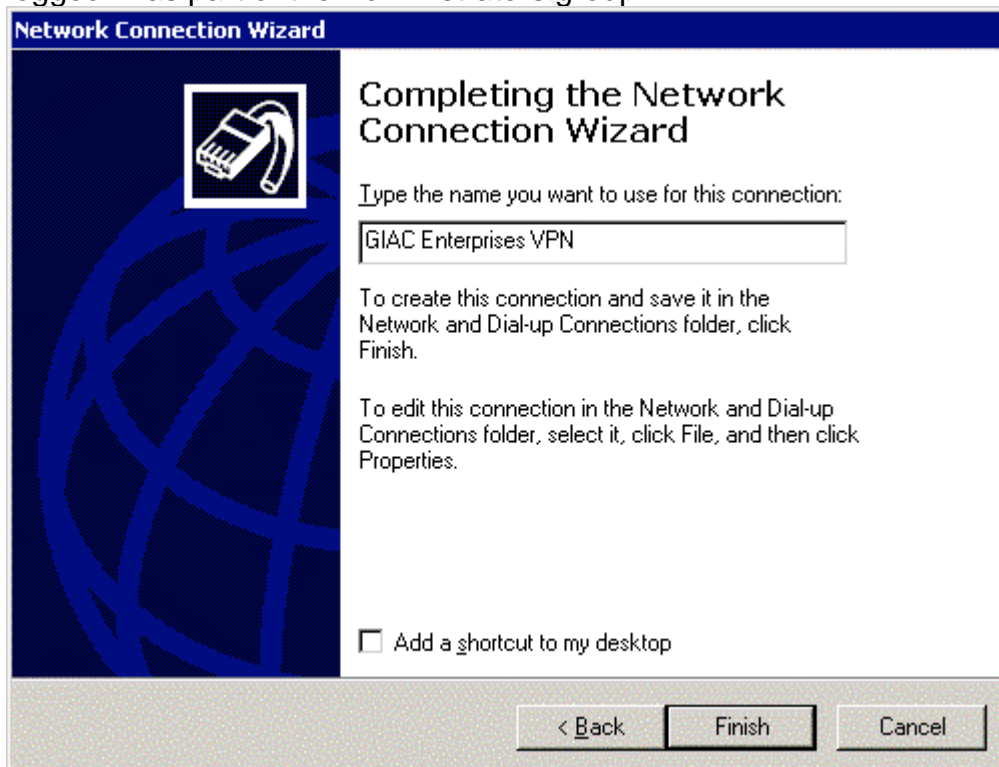 Network Connection Wizard
Completing the Network
Connection Wizard
Type the name you want to use for this connection:
GIAC Enterprises VPN
To create this connection and save it in the
Network and Dial-up Connections folder, click
Finish.
To edit this connection in the Network and Dial-up
Connections folder, select it, click File, and then click
Properties.
Add a shortcut to my desktop
< Back Finish Cancel